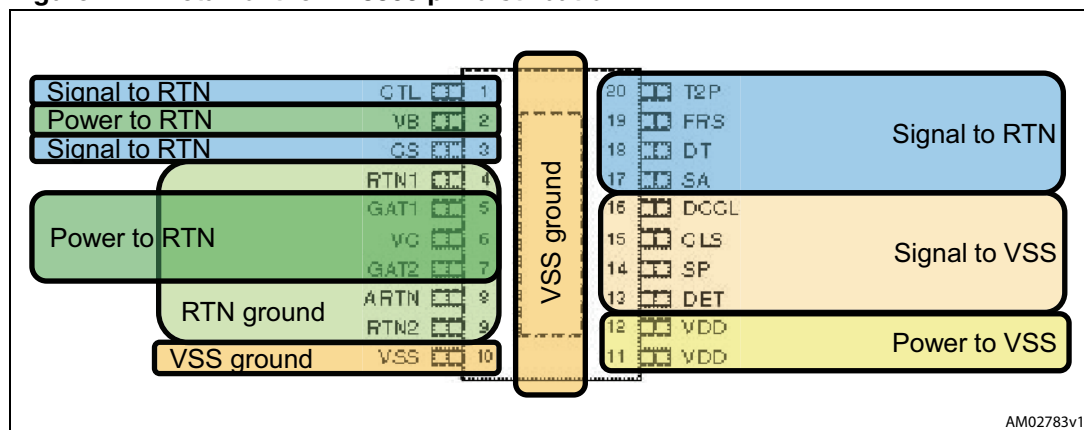 Signal to RTN
CTL 1
Power to RTN
VB 2
Signal to RTN
CS 3
RTN1 4
GAT1 5
Power to RTN
VC 6
GAT2 7
ARTN 8
RTN ground
RTN2 9
VSS ground
VSS 10
VSS ground
20 T2P
19 FRS
Signal to RTN
18 DT
17 SA
16 DCCL
15 CLS
Signal to VSS
14 SP
13 DET
12 VDD
Power to VSS
11 VDD
AM02783v1